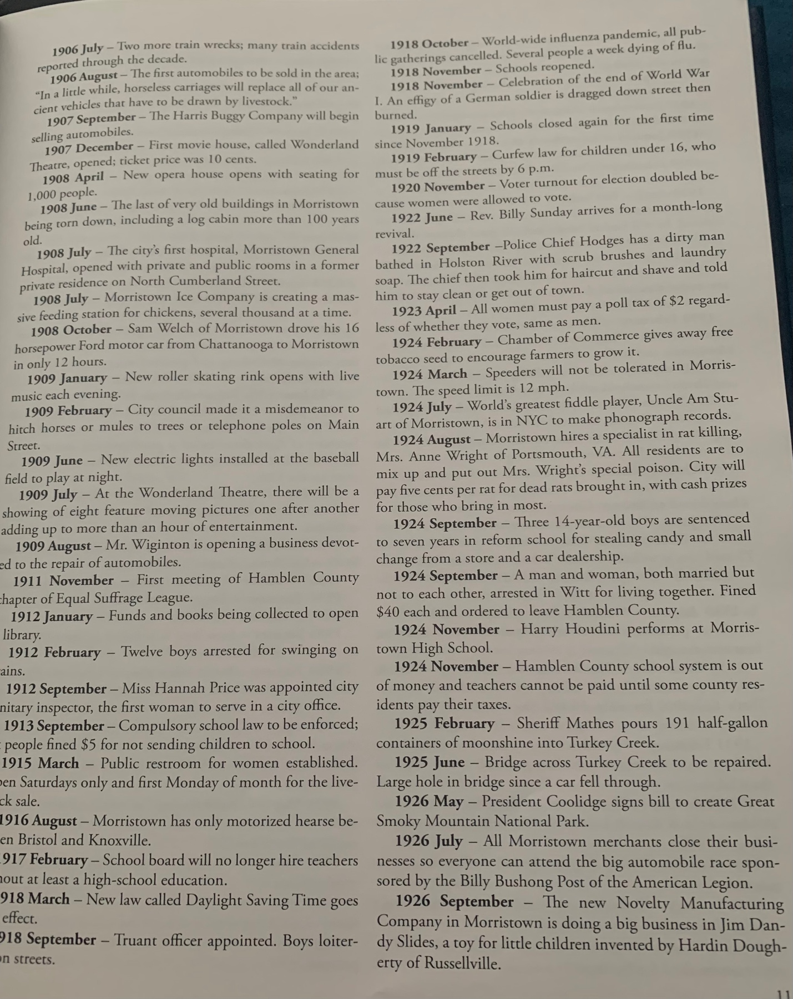 1906 July – Two more train wrecks; many train accidents
reported through the decade.
1906 August – The first automobiles to be sold in the area;
“In a little while, horseless carriages will replace all of our an-
cient vehicles that have to be drawn by livestock.”
1907 September – The Harris Buggy Company will begin
selling automobiles.
1907 December – First movie house, called Wonderland
Theatre, opened; ticket price was 10 cents.
1908 April – New opera house opens with seating for
1,000 people.
1908 June – The last of very old buildings in Morristown
being torn down, including a log cabin more than 100 years
old.
1908 July – The city’s first hospital, Morristown General
Hospital, opened with private and public rooms in a former
private residence on North Cumberland Street.
1908 July – Morristown Ice Company is creating a mas-
sive feeding station for chickens, several thousand at a time.
1908 October – Sam Welch of Morristown drove his 16
horsepower Ford motor car from Chattanooga to Morristown
in only 12 hours.
1909 January – New roller skating rink opens with live
music each evening.
1909 February – City council made it a misdemeanor to
hitch horses or mules to trees or telephone poles on Main
Street.
1909 June – New electric lights installed at the baseball
field to play at night.
1909 July – At the Wonderland Theatre, there will be a
showing of eight feature moving pictures one after another
adding up to more than an hour of entertainment.
1909 August – Mr. Wiginton is opening a business devot-
ed to the repair of automobiles.
1911 November – First meeting of Hamblen County
chapter of Equal Suffrage League.
1912 January – Funds and books being collected to open
library.
1912 February – Twelve boys arrested for swinging on
ains.
1912 September – Miss Hannah Price was appointed city
nitary inspector, the first woman to serve in a city office.
1913 September – Compulsory school law to be enforced;
people fined $5 for not sending children to school.
1915 March – Public restroom for women established.
en Saturdays only and first Monday of month for the live-
ck sale.
1916 August – Morristown has only motorized hearse be-
en Bristol and Knoxville.
917 February – School board will no longer hire teachers
out at least a high-school education.
918 March – New law called Daylight Saving Time goes
effect.
918 September – Truant officer appointed. Boys loiter-
n streets.
1918 October – World-wide influenza pandemic, all pub-
lic gatherings cancelled. Several people a week dying of flu.
1918 November – Schools reopened.
1918 November – Celebration of the end of World War
I. An effigy of a German soldier is dragged down street then
burned.
1919 January – Schools closed again for the first time
since November 1918.
1919 February – Curfew law for children under 16, who
must be off the streets by 6 p.m.
1920 November – Voter turnout for election doubled be-
cause women were allowed to vote.
1922 June – Rev. Billy Sunday arrives for a month-long
revival.
1922 September –Police Chief Hodges has a dirty man
bathed in Holston River with scrub brushes and laundry
soap. The chief then took him for haircut and shave and told
him to stay clean or get out of town.
1923 April – All women must pay a poll tax of $2 regard-
less of whether they vote, same as men.
1924 February – Chamber of Commerce gives away free
tobacco seed to encourage farmers to grow it.
1924 March – Speeders will not be tolerated in Morris-
town. The speed limit is 12 mph.
1924 July – World’s greatest fiddle player, Uncle Am Stu-
art of Morristown, is in NYC to make phonograph records.
1924 August – Morristown hires a specialist in rat killing,
Mrs. Anne Wright of Portsmouth, VA. All residents are to
mix up and put out Mrs. Wright’s special poison. City will
pay five cents per rat for dead rats brought in, with cash prizes
for those who bring in most.
1924 September – Three 14-year-old boys are sentenced
to seven years in reform school for stealing candy and small
change from a store and a car dealership.
1924 September – A man and woman, both married but
not to each other, arrested in Witt for living together. Fined
$40 each and ordered to leave Hamblen County.
1924 November – Harry Houdini performs at Morris-
town High School.
1924 November – Hamblen County school system is out
of money and teachers cannot be paid until some county res-
idents pay their taxes.
1925 February – Sheriff Mathes pours 191 half-gallon
containers of moonshine into Turkey Creek.
1925 June – Bridge across Turkey Creek to be repaired.
Large hole in bridge since a car fell through.
1926 May – President Coolidge signs bill to create Great
Smoky Mountain National Park.
1926 July – All Morristown merchants close their busi-
nesses so everyone can attend the big automobile race spon-
sored by the Billy Bushong Post of the American Legion.
1926 September – The new Novelty Manufacturing
Company in Morristown is doing a big business in Jim Dan-
dy Slides, a toy for little children invented by Hardin Dough-
erty of Russellville.
11